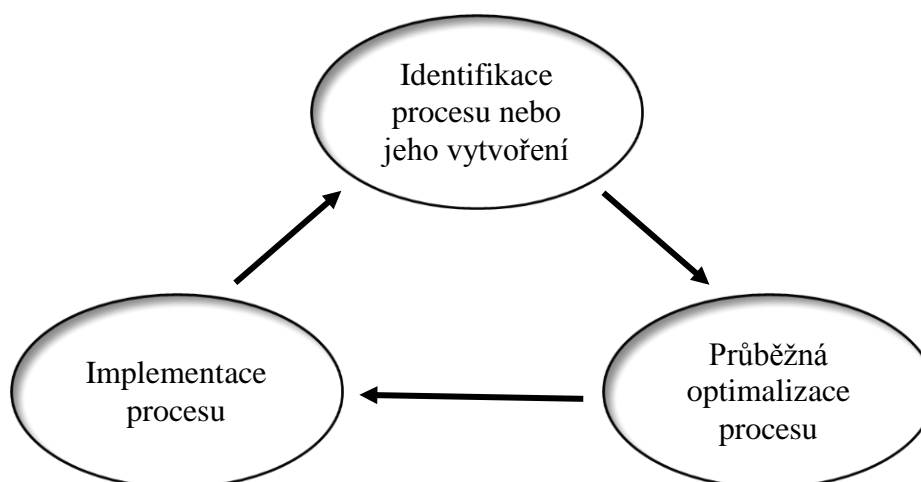 Identifikace
procesu nebo
jeho vytvoření
Implementace
procesu
Průběžná
optimalizace
procesu